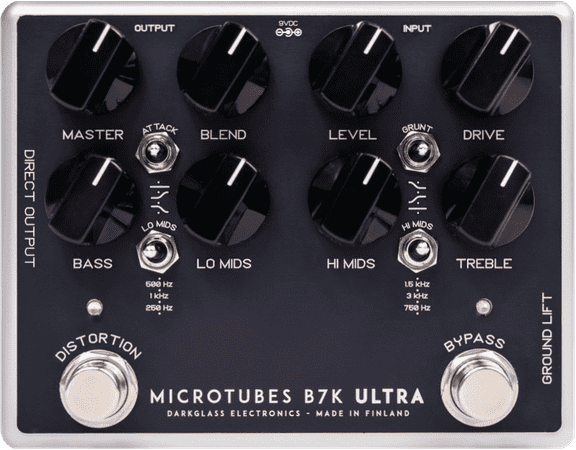 OUTPUT
9VDC
INPUT
MASTER
ATTACK
BLEND
LEVEL
GRUNT
DRIVE
DIRECT OUTPUT
BASS
LO MIDS
LO MIDS
HI MIDS
HI MIDS
TREBLE
500 Hz
1 kHz
250 Hz
1.5 kHz
3 kHz
750 Hz
GROUND LIFT
DISTORTION
BYPASS
MICROTUBES B7K ULTRA
DARKGLASS ELECTRONICS - MADE IN FINLAND